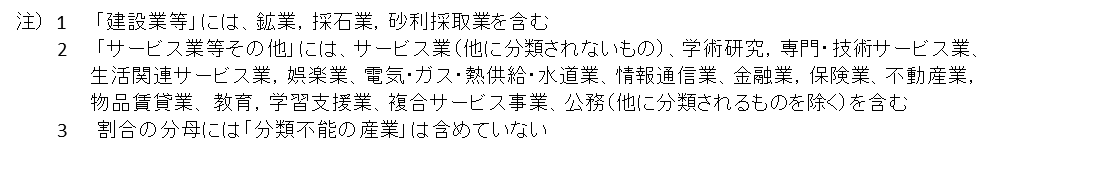 注) 1 「建設業等」には、鉱業，採石業，砂利採取業を含む
2 「サービス業等その他」には、サービス業（他に分類されないもの）、学術研究，専門・技術サービス業、
生活関連サービス業，娯楽業、電気・ガス・熱供給・水道業、情報通信業、金融業，保険業、不動産業，
物品賃貸業、教育，学習支援業、複合サービス事業、公務（他に分類されるものを除く）を含む
3 割合の分母には「分類不能の産業」は含めていない